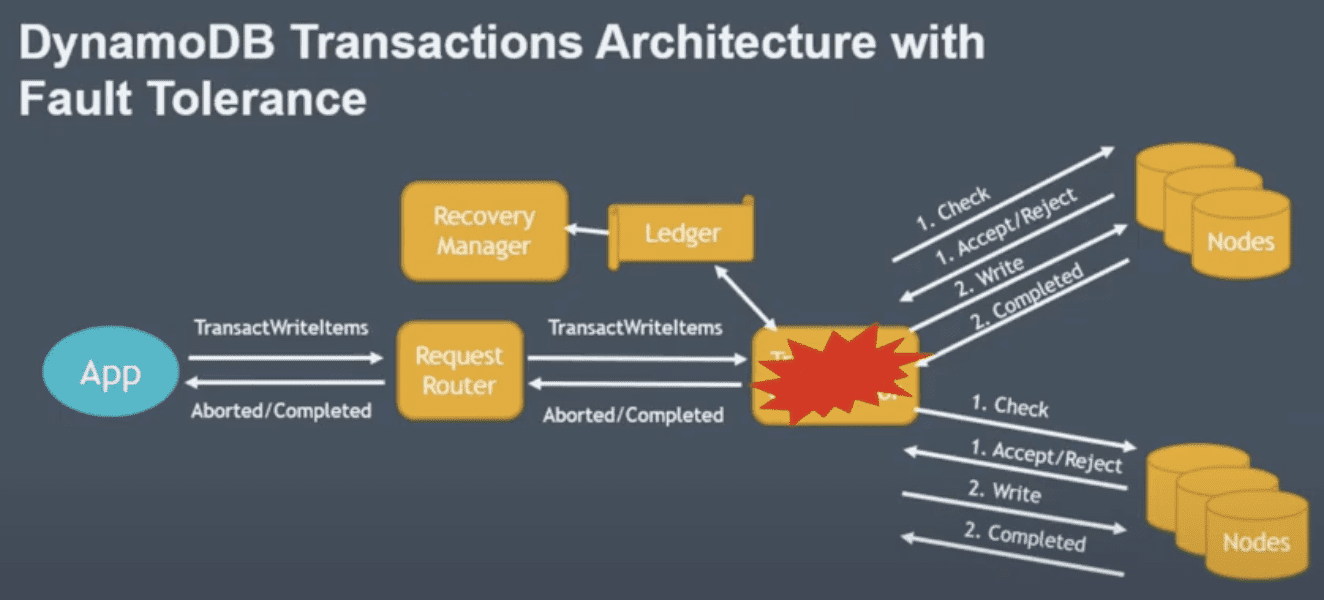 DynamoDB Transactions Architecture with
Fault Tolerance
Recovery
Manager
Ledger
App
TransactWriteItems
Aborted/Completed
Request
Router
TransactWriteItems
Aborted/Completed
1. Check
1. Accept/Reject
2. Write
2. Completed
Nodes
1. Check
1. Accept/Reject
2. Write
2. Completed
Nodes